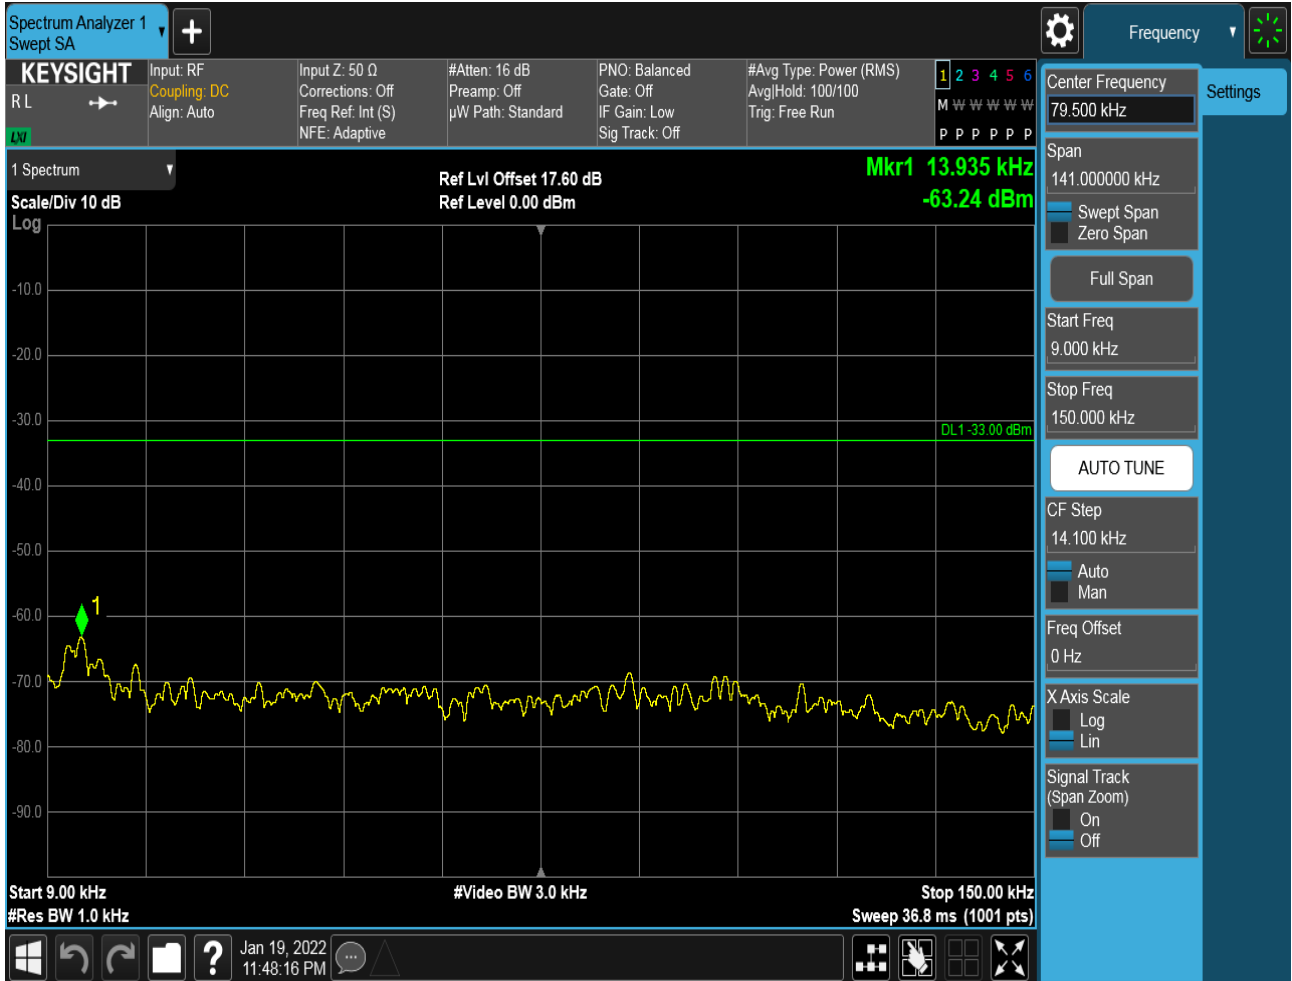 Spectrum Analyzer 1
Swept SA
+
Frequency
KEYSIGHT
R L
LXI
Input: RF
Coupling: DC
Align: Auto
Input Z: 50 Ω
Corrections: Off
Freq Ref: Int (S)
NFE: Adaptive
#Atten: 16 dB
Preamp: Off
µW Path: Standard
PNO: Balanced
Gate: Off
IF Gain: Low
Sig Track: Off
#Avg Type: Power (RMS)
Avg|Hold: 100/100
Trig: Free Run
1 2 3 4 5 6
M W W W W W
P P P P P P
1 Spectrum
Scale/Div 10 dB
Log
Ref Lvl Offset 17.60 dB
Ref Level 0.00 dBm
Mkr1 13.935 kHz
-63.24 dBm
-10.0
-20.0
-30.0
DL1 -33.00 dBm
-40.0
-50.0
-60.0
1
-70.0
-80.0
-90.0
Start 9.00 kHz
#Video BW 3.0 kHz
Stop 150.00 kHz
#Res BW 1.0 kHz
Sweep 36.8 ms (1001 pts)
?
Jan 19, 2022
11:48:16 PM
Center Frequency
79.500 kHz
Settings
Span
141.000000 kHz
Swept Span
Zero Span
Full Span
Start Freq
9.000 kHz
Stop Freq
150.000 kHz
AUTO TUNE
CF Step
14.100 kHz
Auto
Man
Freq Offset
0 Hz
X Axis Scale
Log
Lin
Signal Track
(Span Zoom)
On
Off